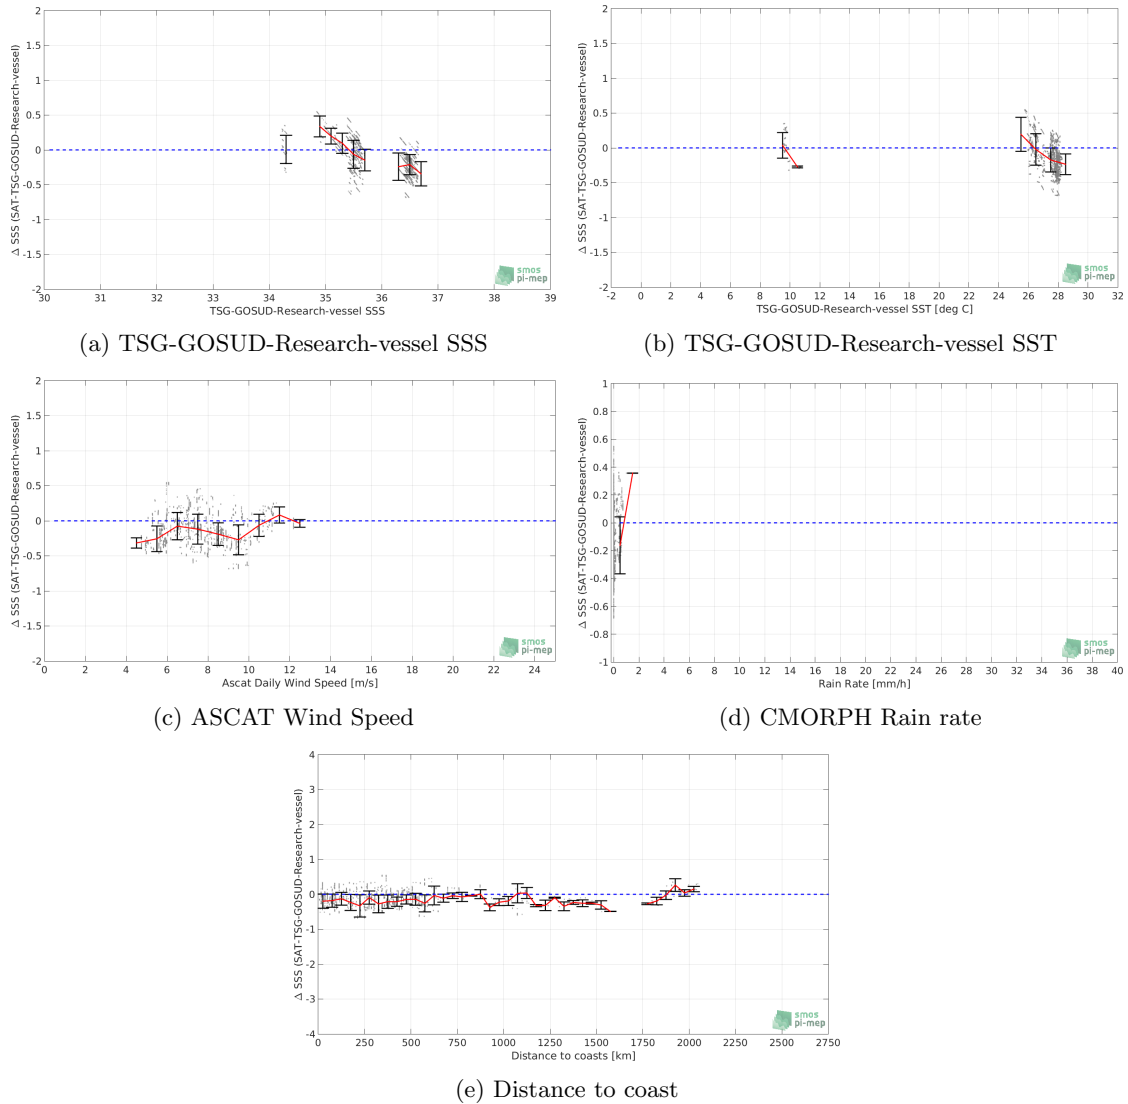 2
1.5
1
0.5
0
-0.5
-1
-1.5
-2
Δ SSS (SAT-TSG-GOSUD-Research-vessel)
30 31 32 33 34 35 36 37 38 39
TSG-GOSUD-Research-vessel SSS
smos
pi-mep
(a) TSG-GOSUD-Research-vessel SSS
2
1.5
1
0.5
0
-0.5
-1
-1.5
-2
Δ SSS (SAT-TSG-GOSUD-Research-vessel)
-2 0 2 4 6 8 10 12 14 16 18 20 22 24 26 28 30 32
TSG-GOSUD-Research-vessel SST [deg C]
smos
pi-mep
(b) TSG-GOSUD-Research-vessel SST
2
1.5
1
0.5
0
-0.5
-1
-1.5
-2
Δ SSS (SAT-TSG-GOSUD-Research-vessel)
0 2 4 6 8 10 12 14 16 18 20 22 24
Ascat Daily Wind Speed [m/s]
smos
pi-mep
(c) ASCAT Wind Speed
1
0.8
0.6
0.4
0.2
0
-0.2
-0.4
-0.6
-0.8
-1
Δ SSS (SAT-TSG-GOSUD-Research-vessel)
0 2 4 6 8 10 12 14 16 18 20 22 24 26 28 30 32 34 36 38 40
Rain Rate [mm/h]
smos
pi-mep
(d) CMORPH Rain rate
4
3
2
1
0
-1
-2
-3
-4
Δ SSS (SAT-TSG-GOSUD-Research-vessel)
0 250 500 750 1000 1250 1500 1750 2000 2250 2500 2750
Distance to coasts [km]
smos
pi-mep
(e) Distance to coast